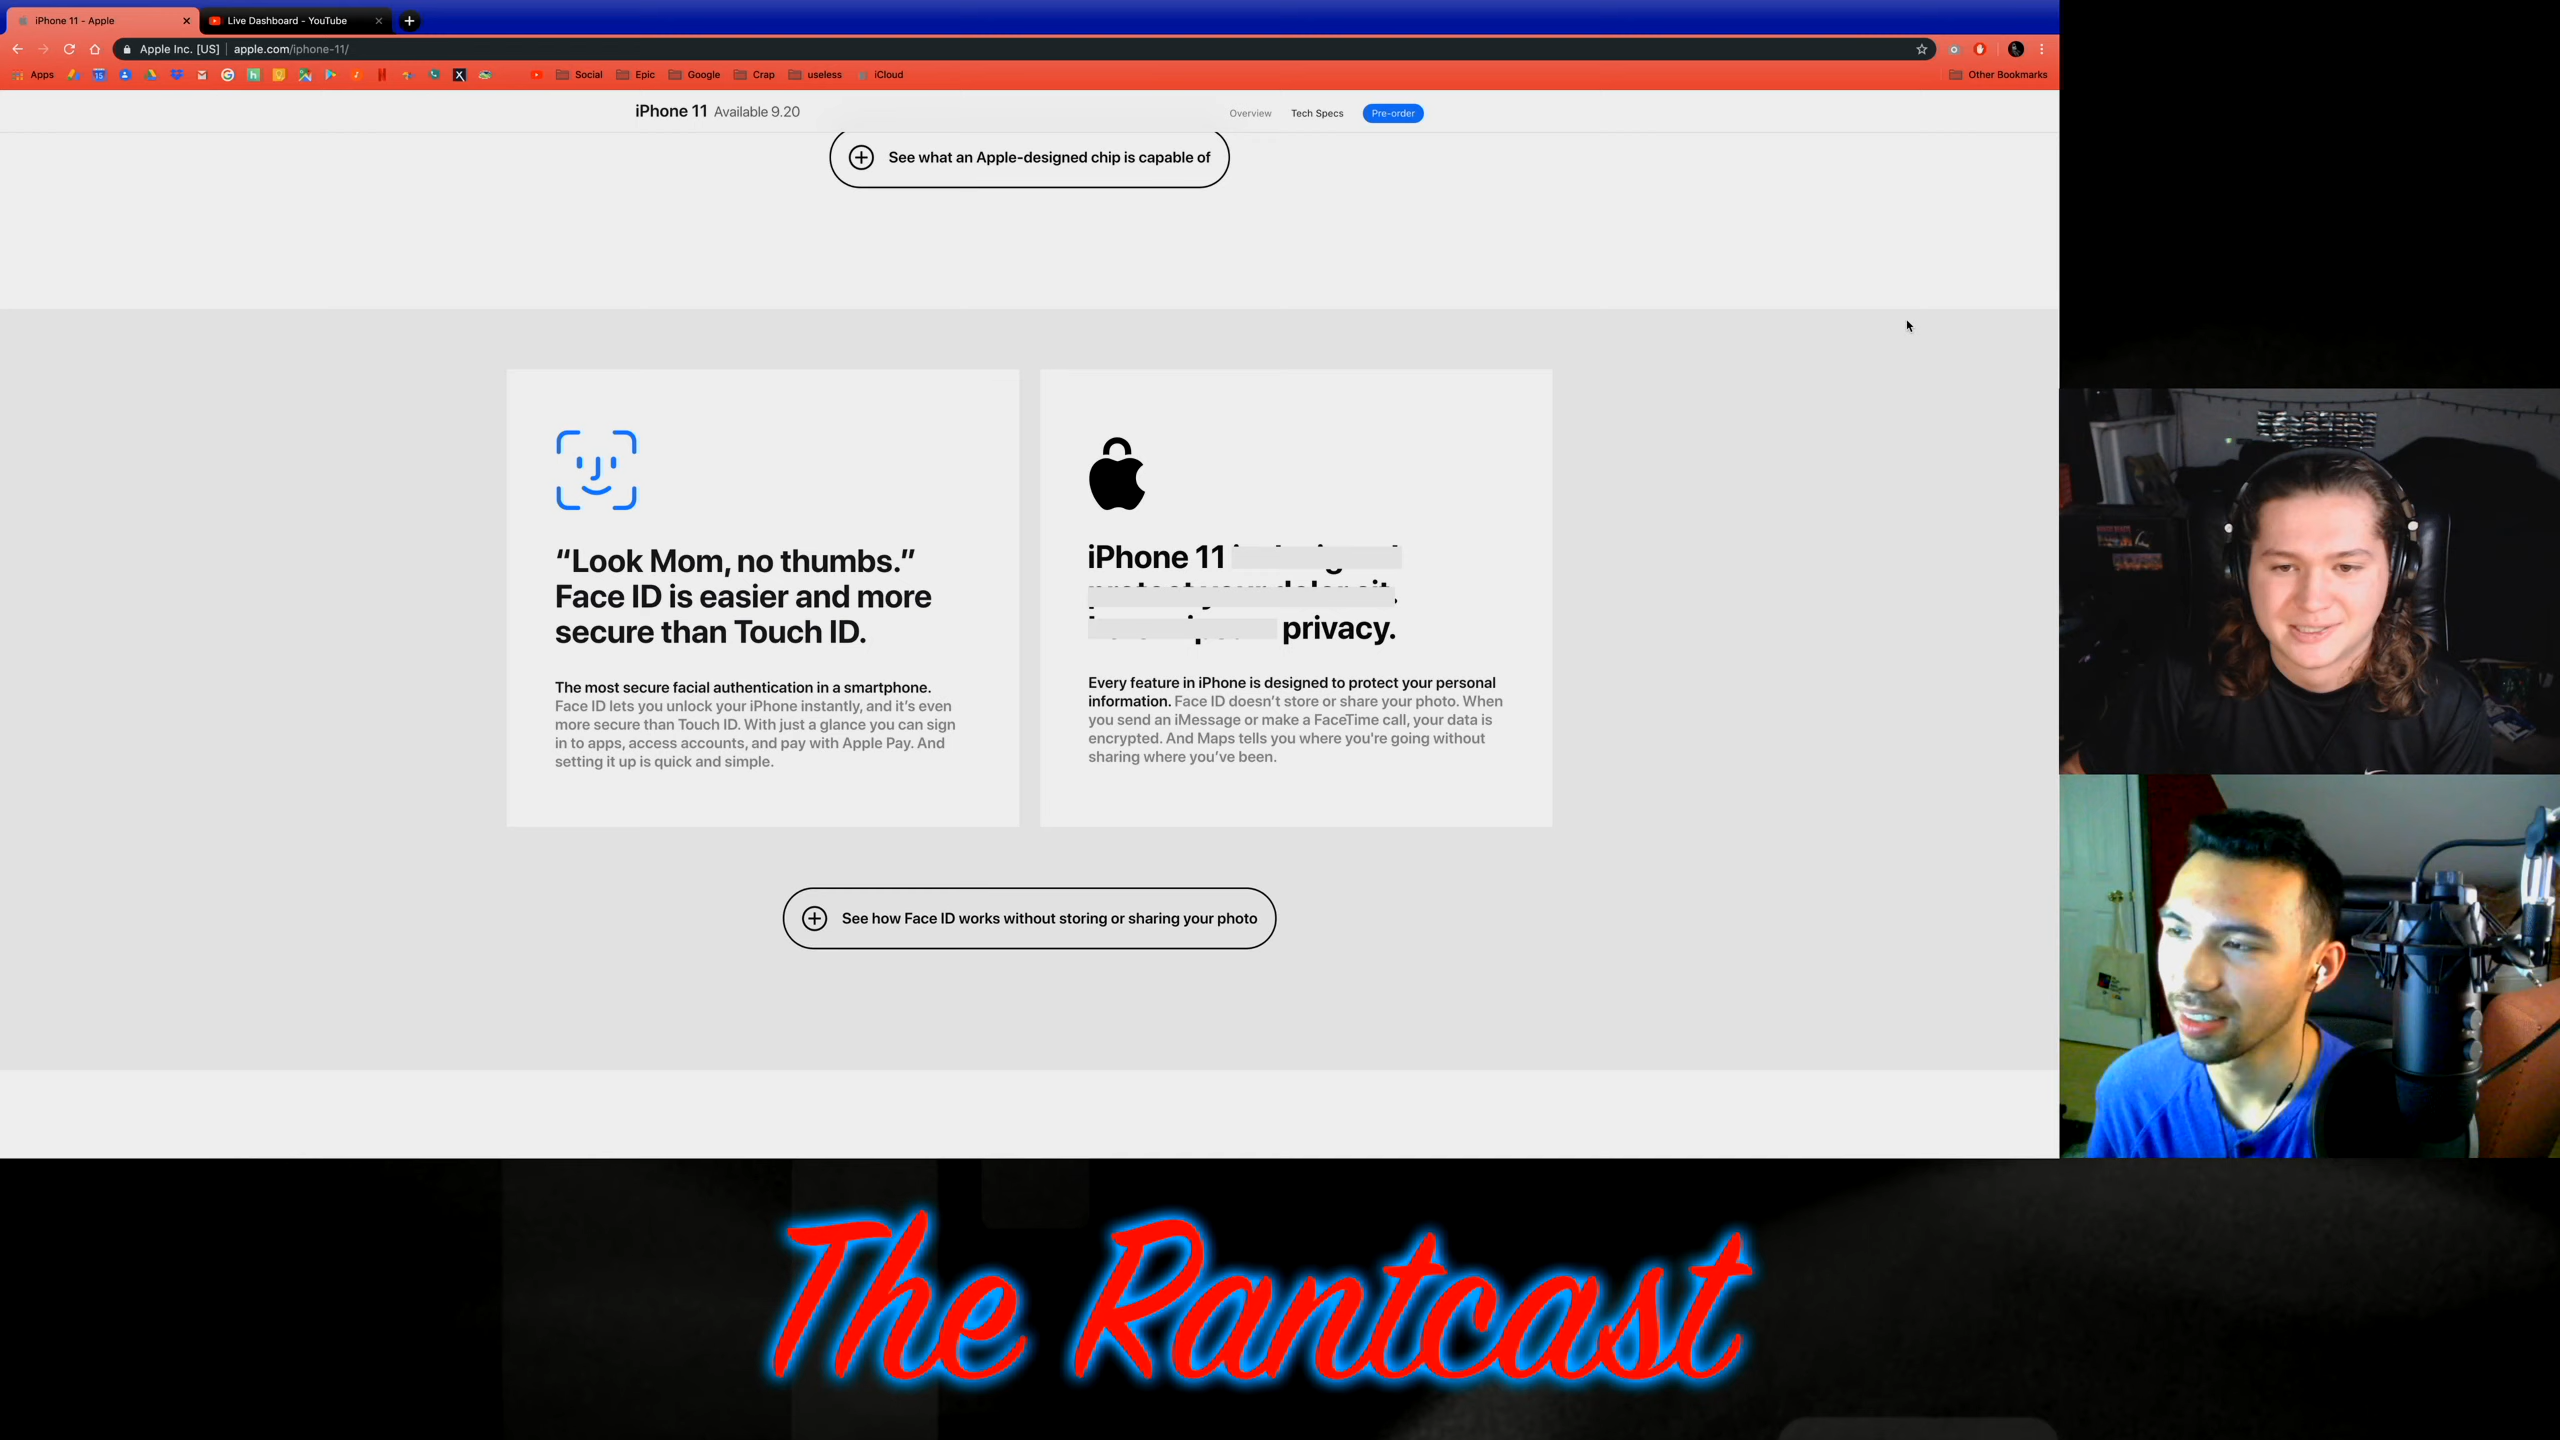 iPhone 11 - Apple
Live Dashboard - YouTube
Apple Inc. [US] | apple.com/iphone-11/
Apps
Social
Epic
Google
Crap
useless
iCloud
Other Bookmarks
iPhone 11 Available 9.20
Overview
Tech Specs
Pre-order
See what an Apple-designed chip is capable of
“Look Mom, no thumbs.”
Face ID is easier and more
secure than Touch ID.
The most secure facial authentication in a smartphone.
Face ID lets you unlock your iPhone instantly, and it’s even
more secure than Touch ID. With just a glance you can sign
in to apps, access accounts, and pay with Apple Pay. And
setting it up is quick and simple.
iPhone 11
privacy.
Every feature in iPhone is designed to protect your personal
information. Face ID doesn’t store or share your photo. When
you send an iMessage or make a FaceTime call, your data is
encrypted. And Maps tells you where you're going without
sharing where you’ve been.
See how Face ID works without storing or sharing your photo
The Rantcast